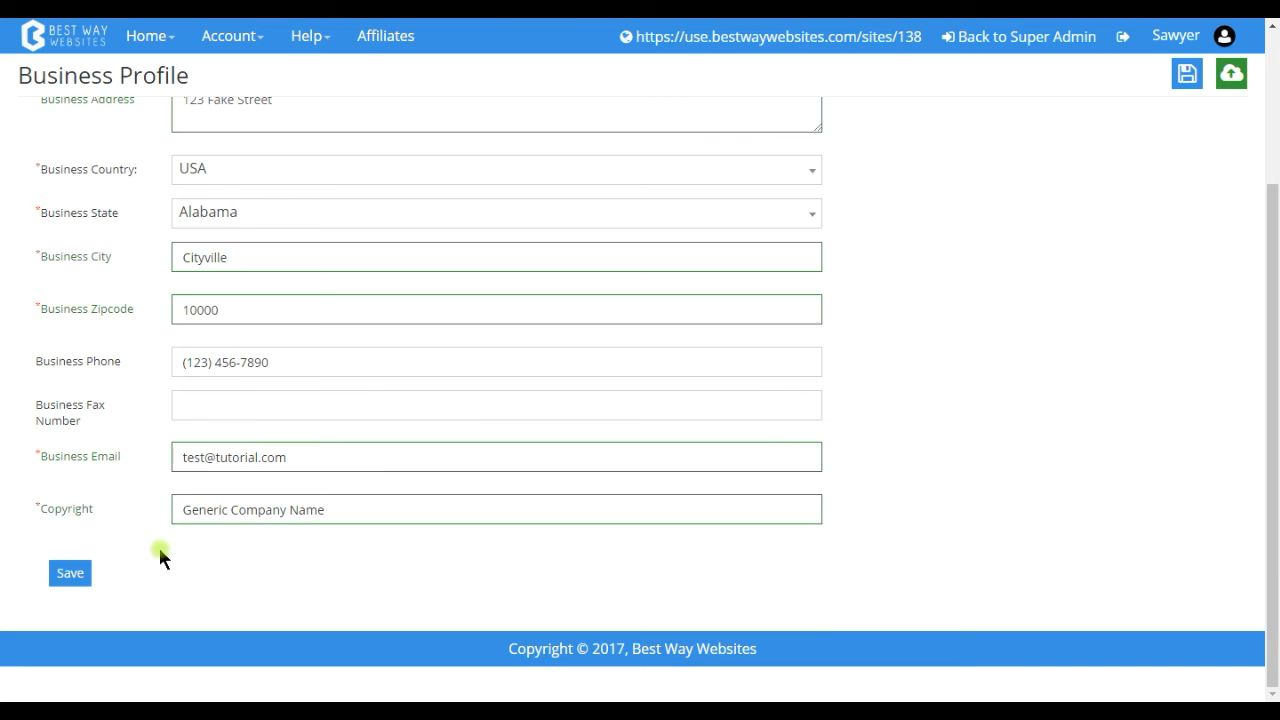 BEST WAY
WEBSITES
Home
Account
Help
Affiliates
https://use.bestwaywebsites.com/sites/138
Back to Super Admin
Sawyer
Business Profile
Business Address
123 Fake Street
*Business Country:
USA
*Business State
Alabama
*Business City
Cityville
*Business Zipcode
10000
Business Phone
(123) 456-7890
Business Fax
Number
*Business Email
test@tutorial.com
*Copyright
Generic Company Name
Save
Copyright © 2017, Best Way Websites